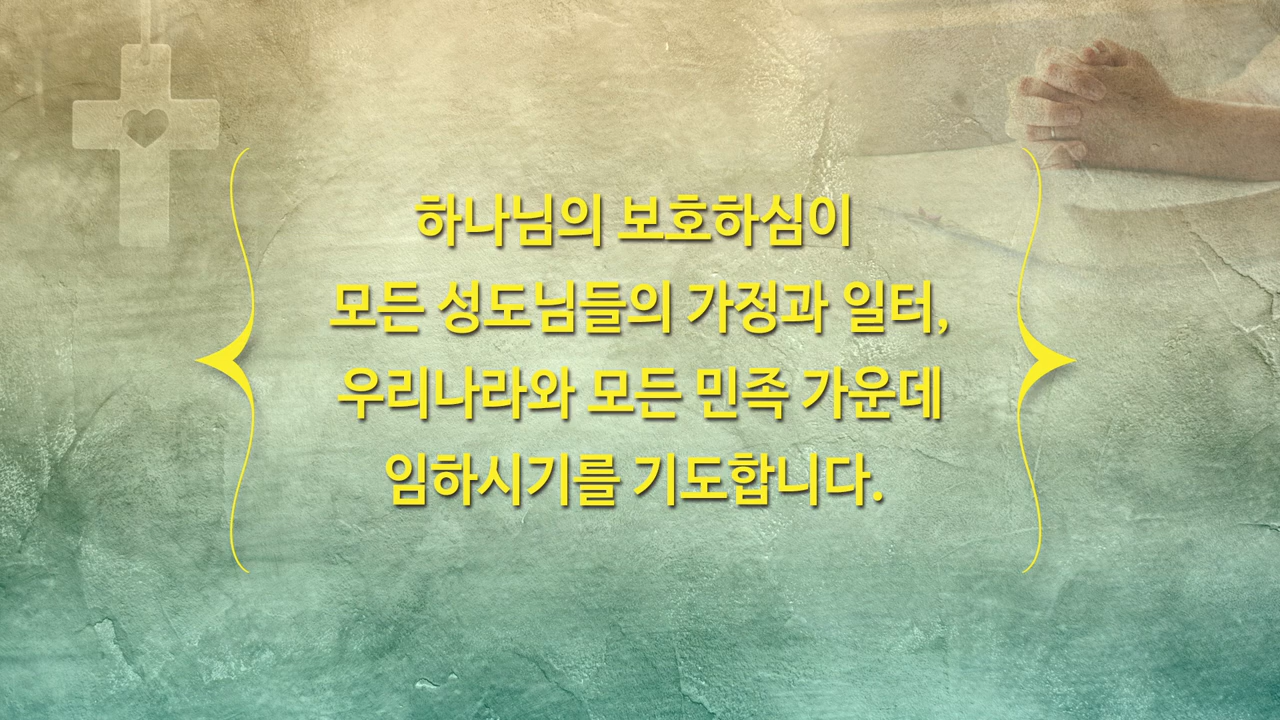 하나님의 보호하심이
모든 성도님들의 가정과 일터,
우리나라와 모든 민족 가운데
임하시기를 기도합니다.